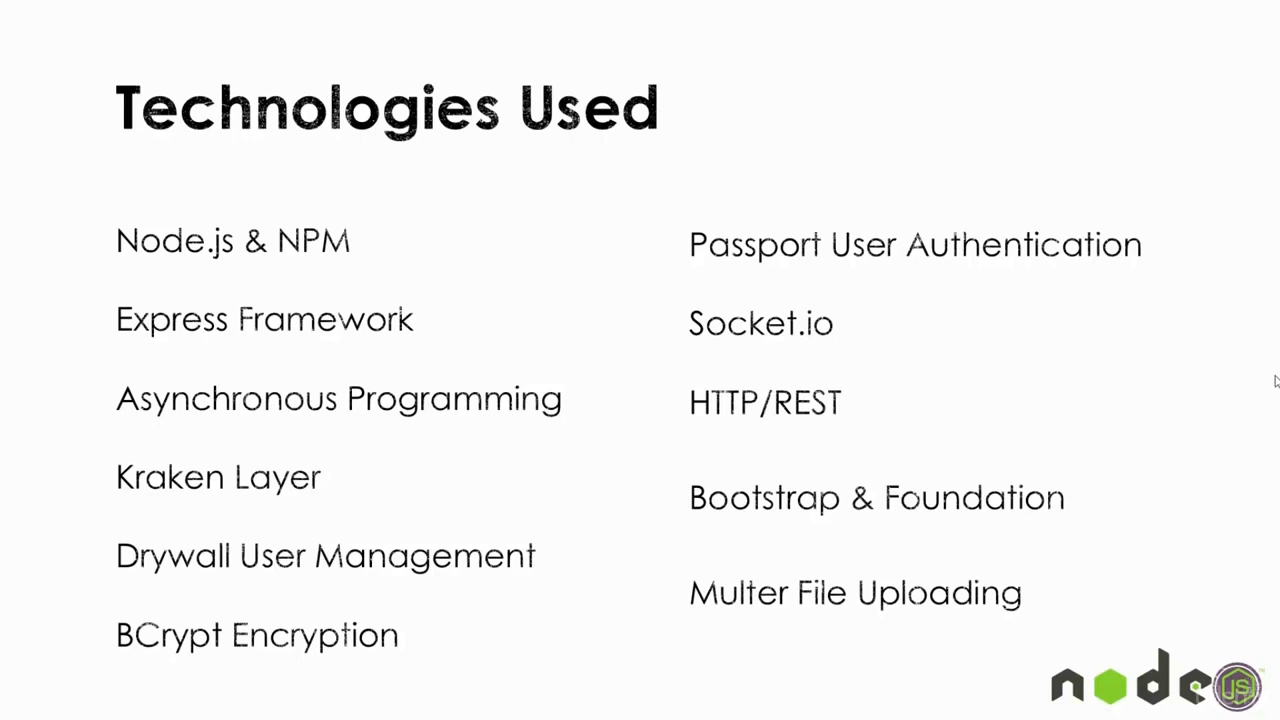 Technologies Used
Node.js & NPM
Express Framework
Asynchronous Programming
Kraken Layer
Drywall User Management
BCrypt Encryption
Passport User Authentication
Socket.io
HTTP/REST
Bootstrap & Foundation
Multer File Uploading
node
JS